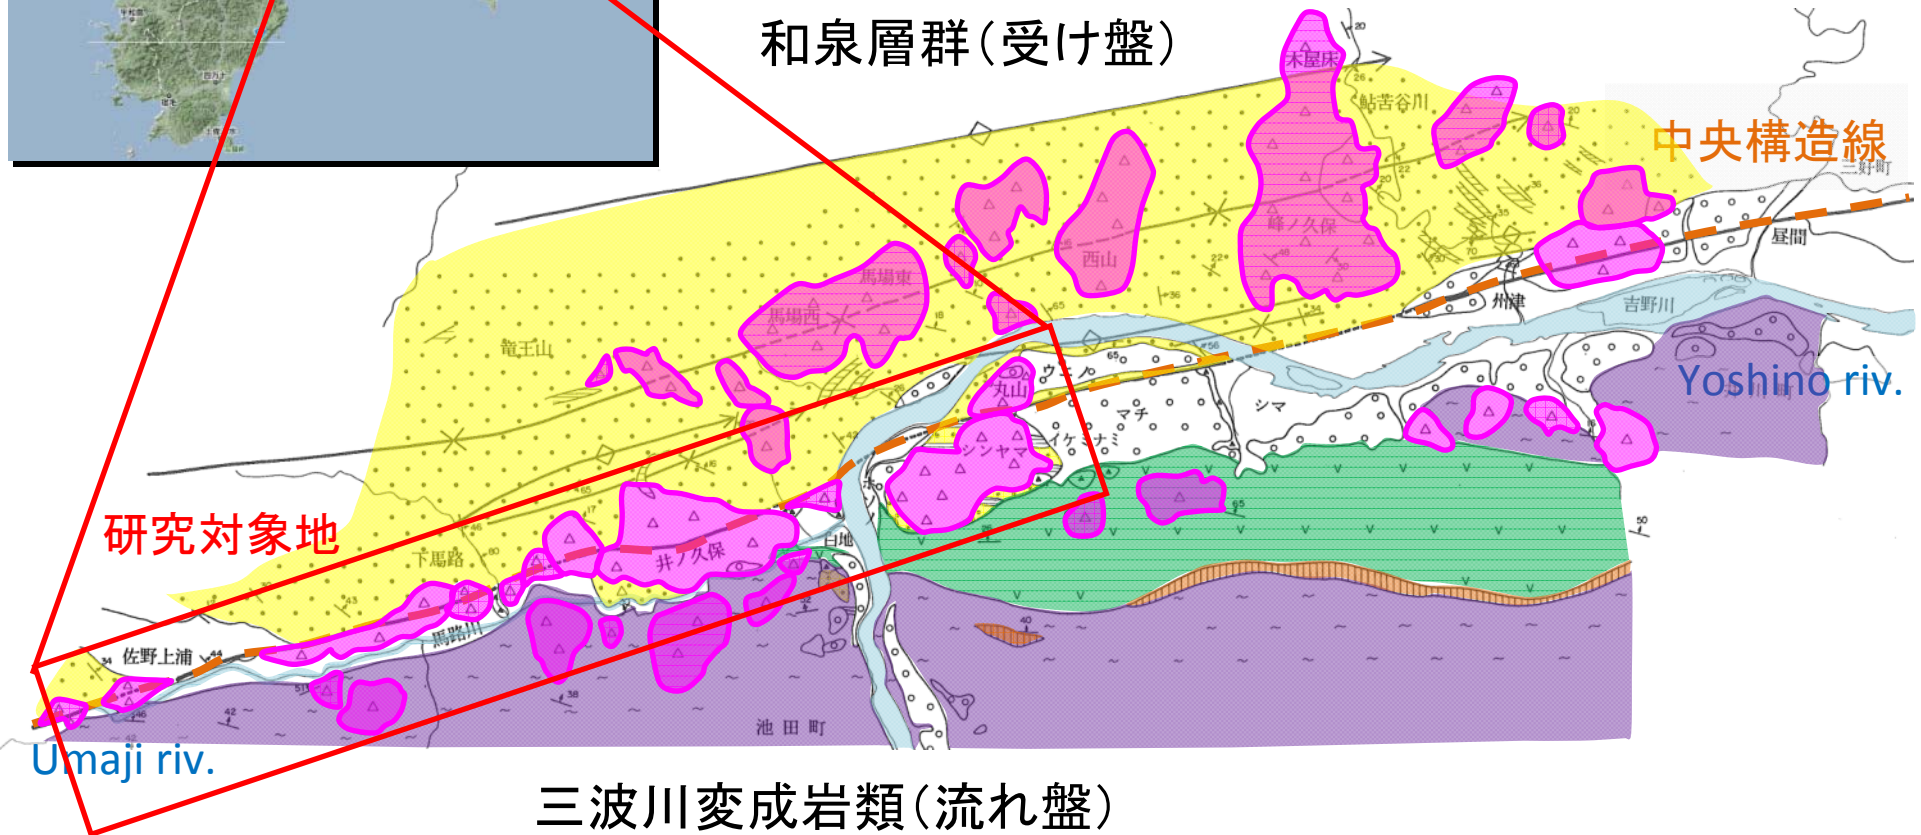 和泉層群（受け盤）
中央構造線
三好町
昼間
州津
吉野川
Yoshino riv.
木屋床
鮎苦谷川
峰ノ久保
西山
馬場東
馬場西
竜王山
丸山
ウエノ
マチ
シマ
イケミナミ
シンヤマ
白地
井ノ久保
下馬路
馬路川
佐野上浦
研究対象地
池田町
Umaji riv.
三波川変成岩類（流れ盤）